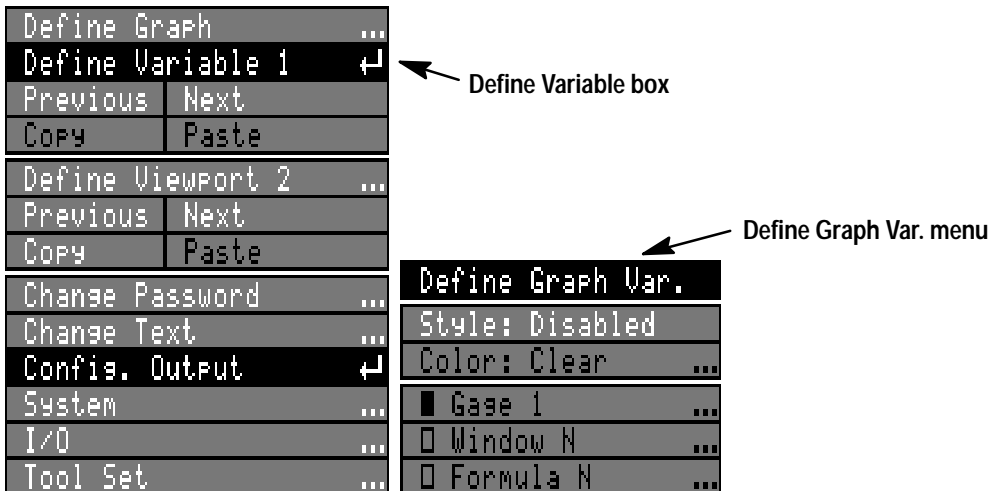 Define Graph ...
Define Variable 1 ↵
Define Variable box
Previous Next
Copy Paste
Define Viewport 2 ...
Previous Next
Copy Paste
Define Graph Var. menu
Change Password ...
Change Text ...
Config. Output ↵
System ...
I/O ...
Tool Set ...
Define Graph Var.
Style: Disabled
Color: Clear ...
Gage 1 ...
Window N ...
Formula N ...